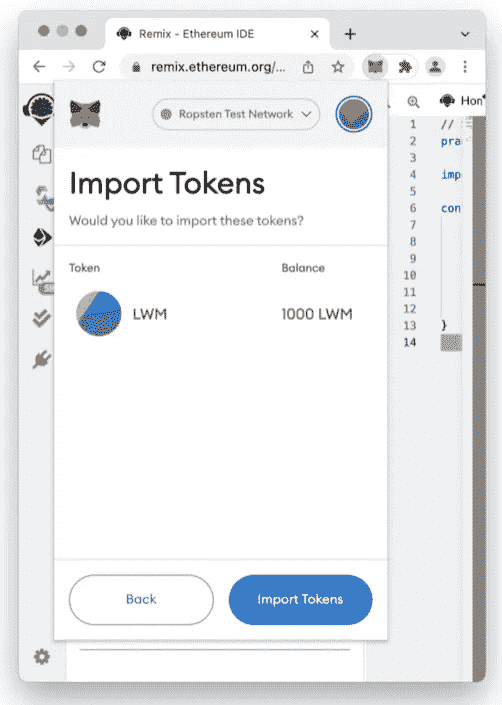 Remix - Ethereum IDE
remix.ethereum.org/...
Ropsten Test Network
Import Tokens
Would you like to import these tokens?
Token Balance
LWM 1000 LWM
Back Import Tokens
Hon
1 //
2 pra
3
4 imp
5
6 con
7
8
9
10
11
12
13 }
14